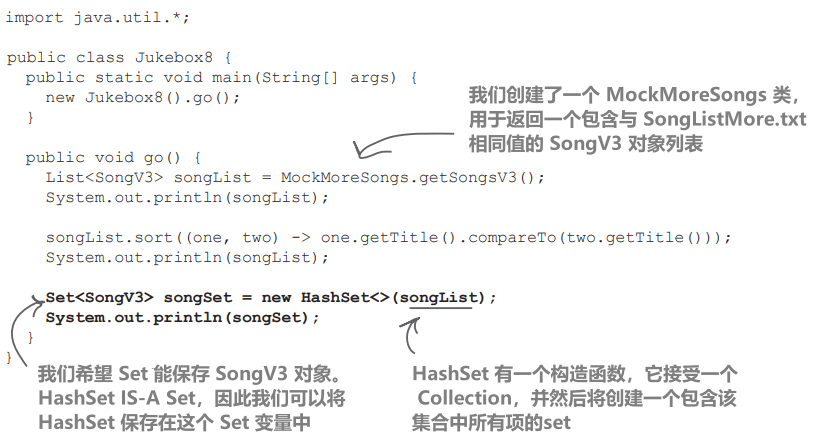 import java.util.*;
public class Jukebox8 {
public static void main(String[] args) {
new Jukebox8().go();
}
我们创建了一个 MockMoreSongs 类，
用于返回一个包含与 SongListMore.txt
相同值的 SongV3 对象列表
public void go() {
List<SongV3> songList = MockMoreSongs.getSongsV3();
System.out.println(songList);
songList.sort((one, two) -> one.getTitle().compareTo(two.getTitle()));
System.out.println(songList);
Set<SongV3> songSet = new HashSet<>(songList);
System.out.println(songSet);
}
}
我们希望 Set 能保存 SongV3 对象。
HashSet IS-A Set，因此我们可以将
HashSet 保存在这个 Set 变量中
HashSet 有一个构造函数，它接受一个
Collection，并然后将创建一个包含该
集合中所有项的set